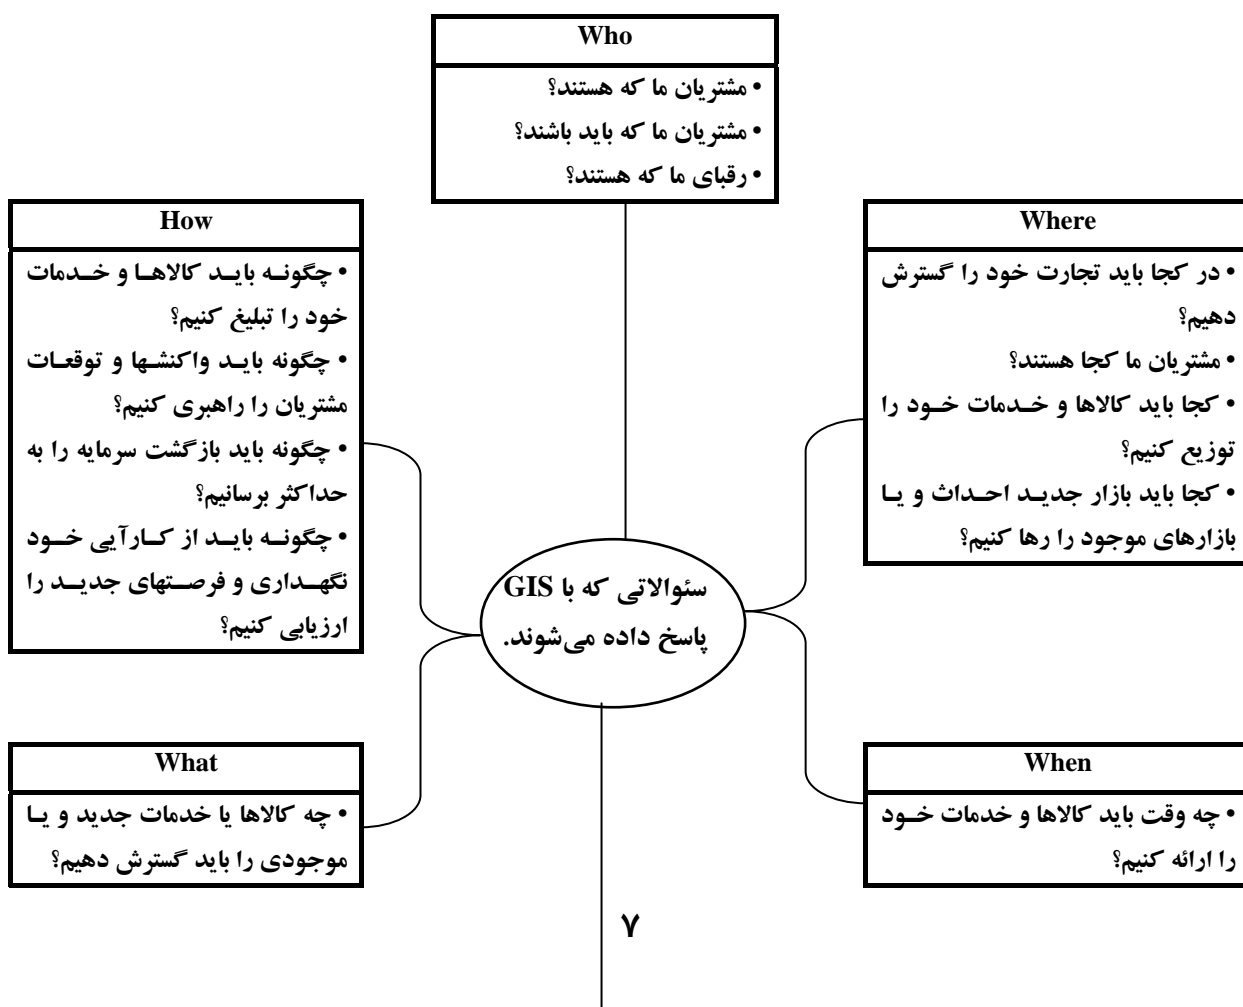 Who
• مشتریان ما که هستند؟
• مشتریان ما که باید باشند؟
• رقبای ما که هستند؟
Where
• در کجا باید تجارت خود را گسترش
دهیم؟
• مشتریان ما کجا هستند؟
• کجا باید کالاها و خدمات خود را
توزیع کنیم؟
• کجا باید بازار جدید احداث و یا
بازارهای موجود را رها کنیم؟
How
• چگونه باید کالاها و خدمات
خود را تبلیغ کنیم؟
• چگونه باید واکنشها و توقعات
مشتریان را راهبری کنیم؟
• چگونه باید بازگشت سرمایه را به
حداکثر برسانیم؟
• چگونه باید از کارآیی خود
نگهداری و فرصتهای جدید را
ارزیابی کنیم؟
سئوالاتی که با GIS
پاسخ داده می‌شوند.
When
• چه وقت باید کالاها و خدمات خود
را ارائه کنیم؟
What
• چه کالاها یا خدمات جدید و یا
موجودی را باید گسترش دهیم؟
۷